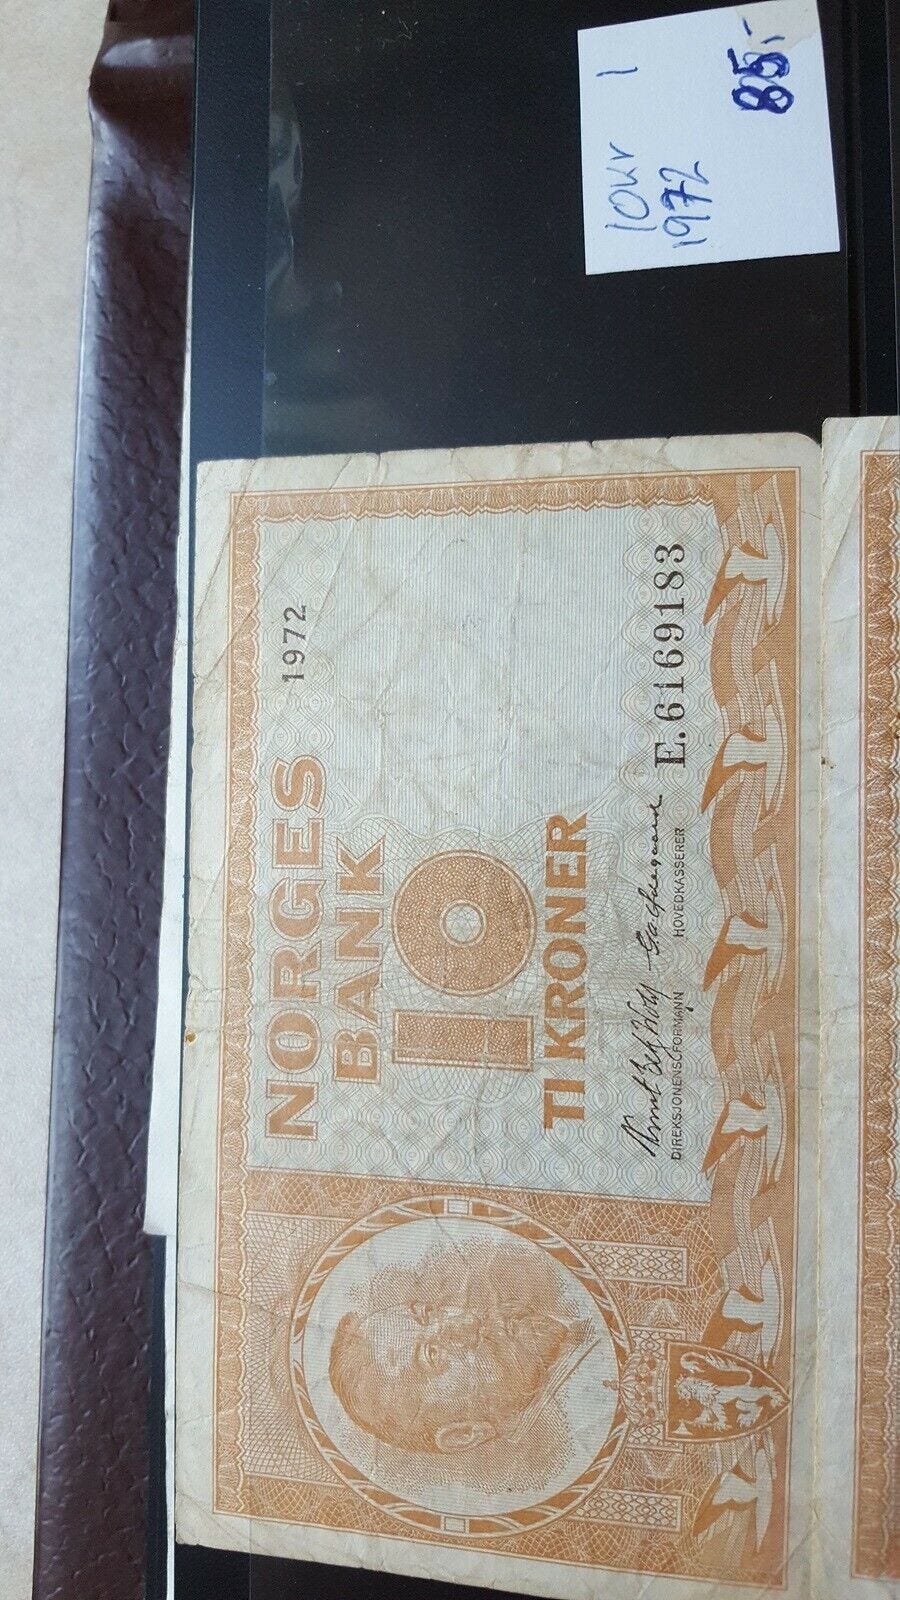 10kr 1
1972
85,-
NORGES 1972
BANK
10
TI KRONER
DIREKSJONENS FORMANN HOVEDKASSERER E.6169183